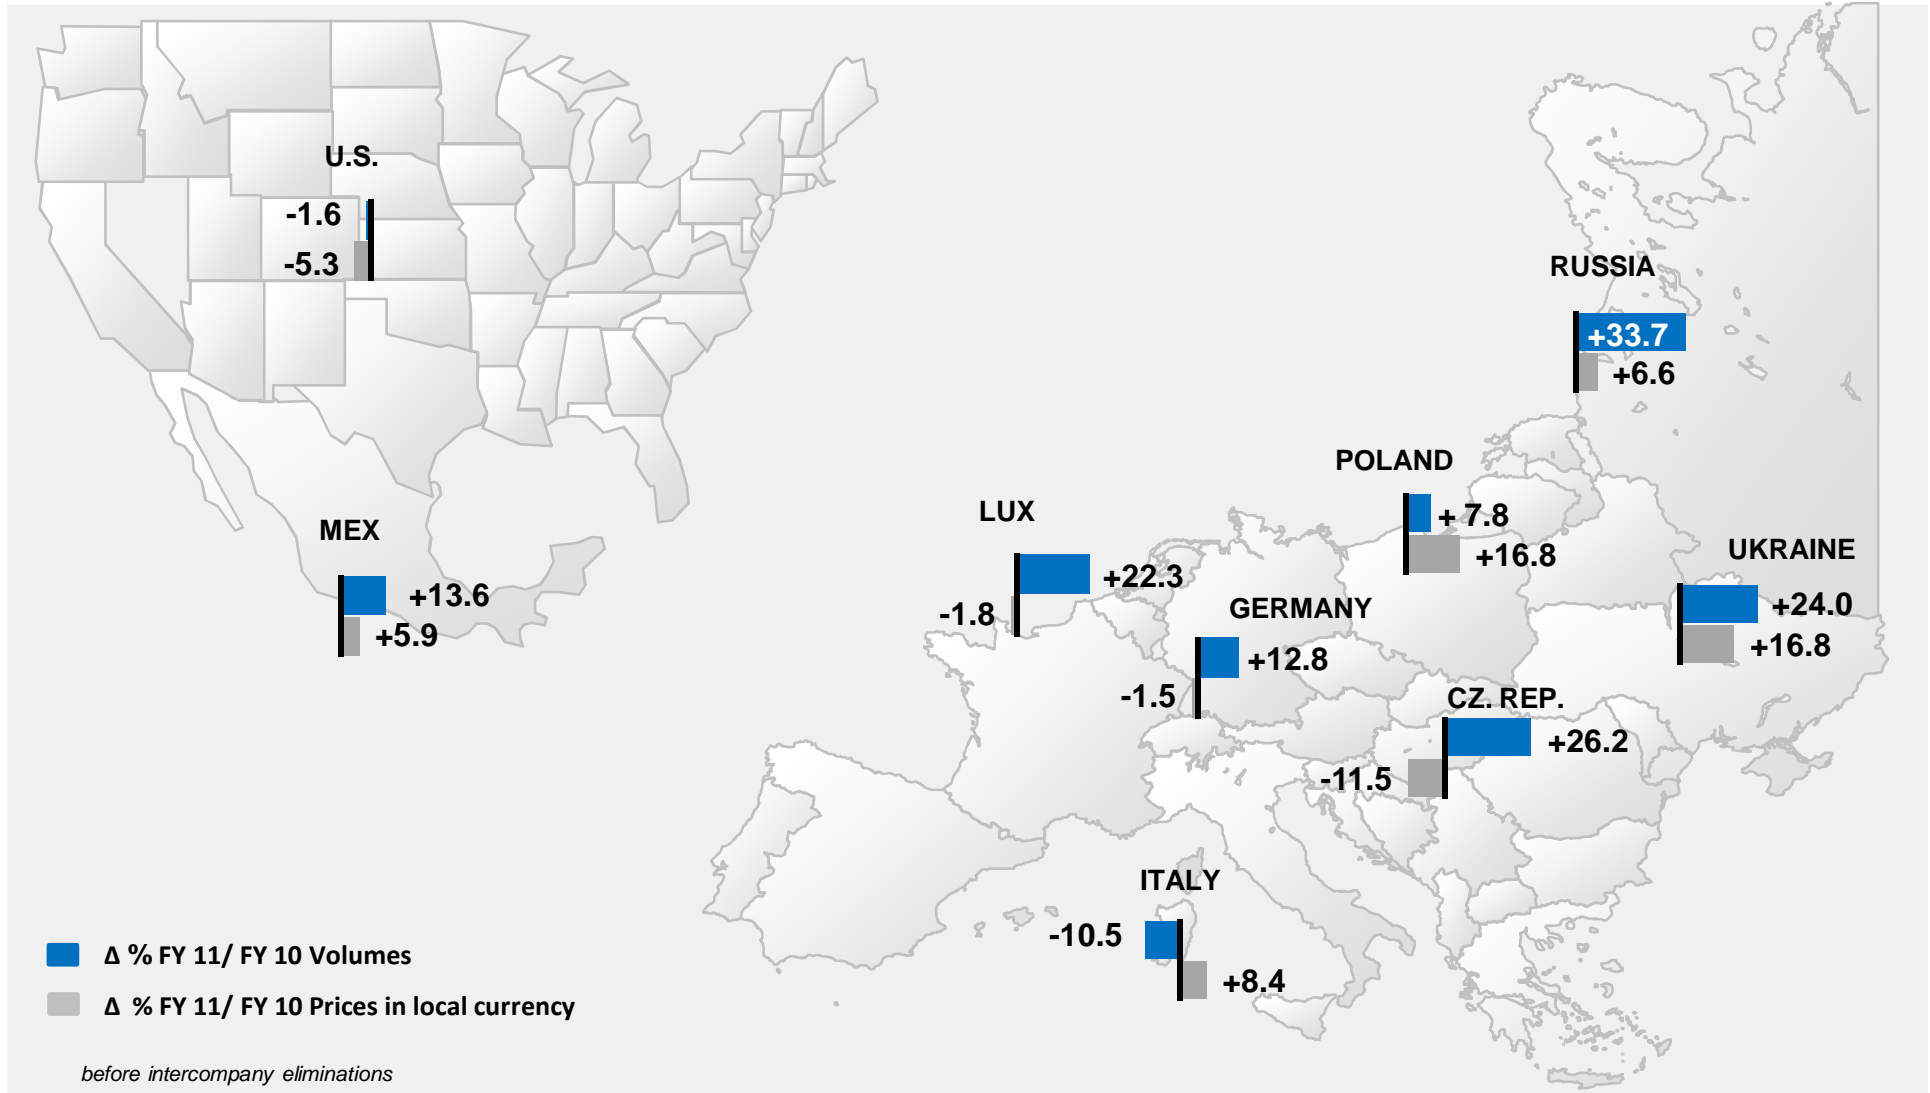 U.S.
-1.6
-5.3
MEX
+13.6
+5.9
RUSSIA
+33.7
+6.6
POLAND
+ 7.8
+16.8
LUX
+22.3
-1.8
UKRAINE
+24.0
+16.8
GERMANY
+12.8
-1.5
CZ. REP.
+26.2
-11.5
ITALY
-10.5
+8.4
Δ % FY 11/ FY 10 Volumes
Δ % FY 11/ FY 10 Prices in local currency
before intercompany eliminations